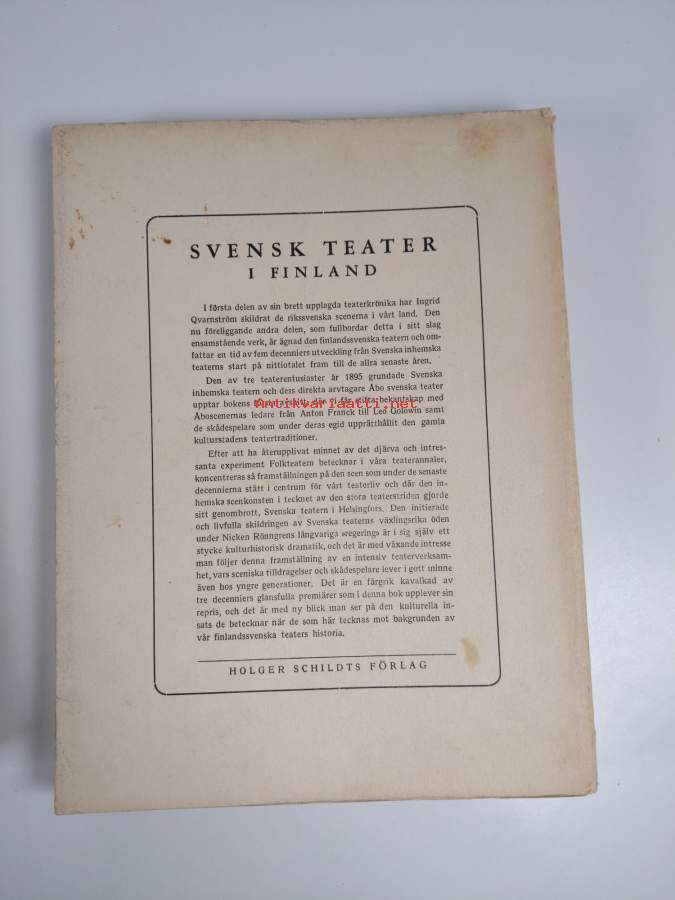 SVENSK TEATER
I FINLAND
I första delen av sin brett upplagda teaterkrönika har Ingrid
Qvarnström skildrat de rikssvenska scenerna i vårt land. Den
nu föreliggande andra delen, som fullbordar detta i sitt slag
ensamstående verk, är ägnad den finlandssvenska teatern och om-
fattar en tid av fem decenniers utveckling från Svenska inhemska
teaterns start på nittiotalet fram till de allra senaste åren.
Den av tre teaterentusiaster år 1895 grundade Svenska
inhemska teatern och dess direkta arvtagare Åbo svenska teater
upptar bokens första avsnitt, där vi får stifta bekantskap med
Antikvariaatti.net
Åboscenernas ledare från Anton Franck till Leo Golowin samt
de skådespelare som under deras egid upprätthållit den gamla
kulturstadens teatertraditioner.
Efter att ha återupplivat minnet av det djärva och intres-
santa experiment Folkteatern betecknar i våra teaterannaler,
koncentreras så framställningen på den scen som under de senaste
decennierna stått i centrum för vårt teaterliv och där den in-
hemska scenkonsten i tecknet av den stora teaterstriden gjorde
sitt genombrott, Svenska teatern i Helsingfors. Den initierade
och livfulla skildringen av Svenska teaterns växlingsrika öden
under Nicken Rönngrens långvariga »regering» är i sig själv ett
stycke kulturhistorisk dramatik, och det är med växande intresse
man följer denna framställning av en intensiv teaterverksam-
het, vars sceniska tilldragelser och skådespelare lever i gott minne
även hos yngre generationer. Det är en färgrik kavalkad av
tre decenniers glansfulla premiärer som i denna bok upplever sin
repris, och det är med ny blick man ser på den kulturella in-
sats de betecknar när de som här tecknas mot bakgrunden av
vår finlandssvenska teaters historia.
HOLGER SCHILDTS FÖRLAG